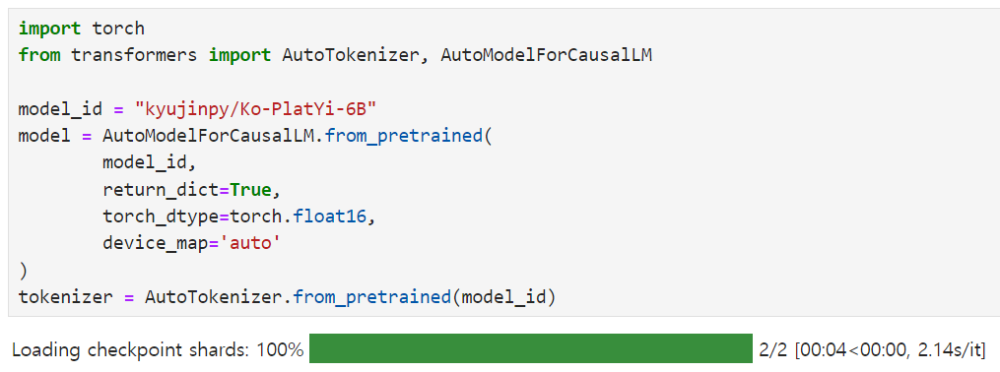 import torch
from transformers import AutoTokenizer, AutoModelForCausalLM

model_id = "kyujinpy/Ko-PlatYi-6B"
model = AutoModelForCausalLM.from_pretrained(
        model_id,
        return_dict=True,
        torch_dtype=torch.float16,
        device_map='auto'
)
tokenizer = AutoTokenizer.from_pretrained(model_id)
Loading checkpoint shards: 100% 2/2 [00:04<00:00, 2.14s/it]